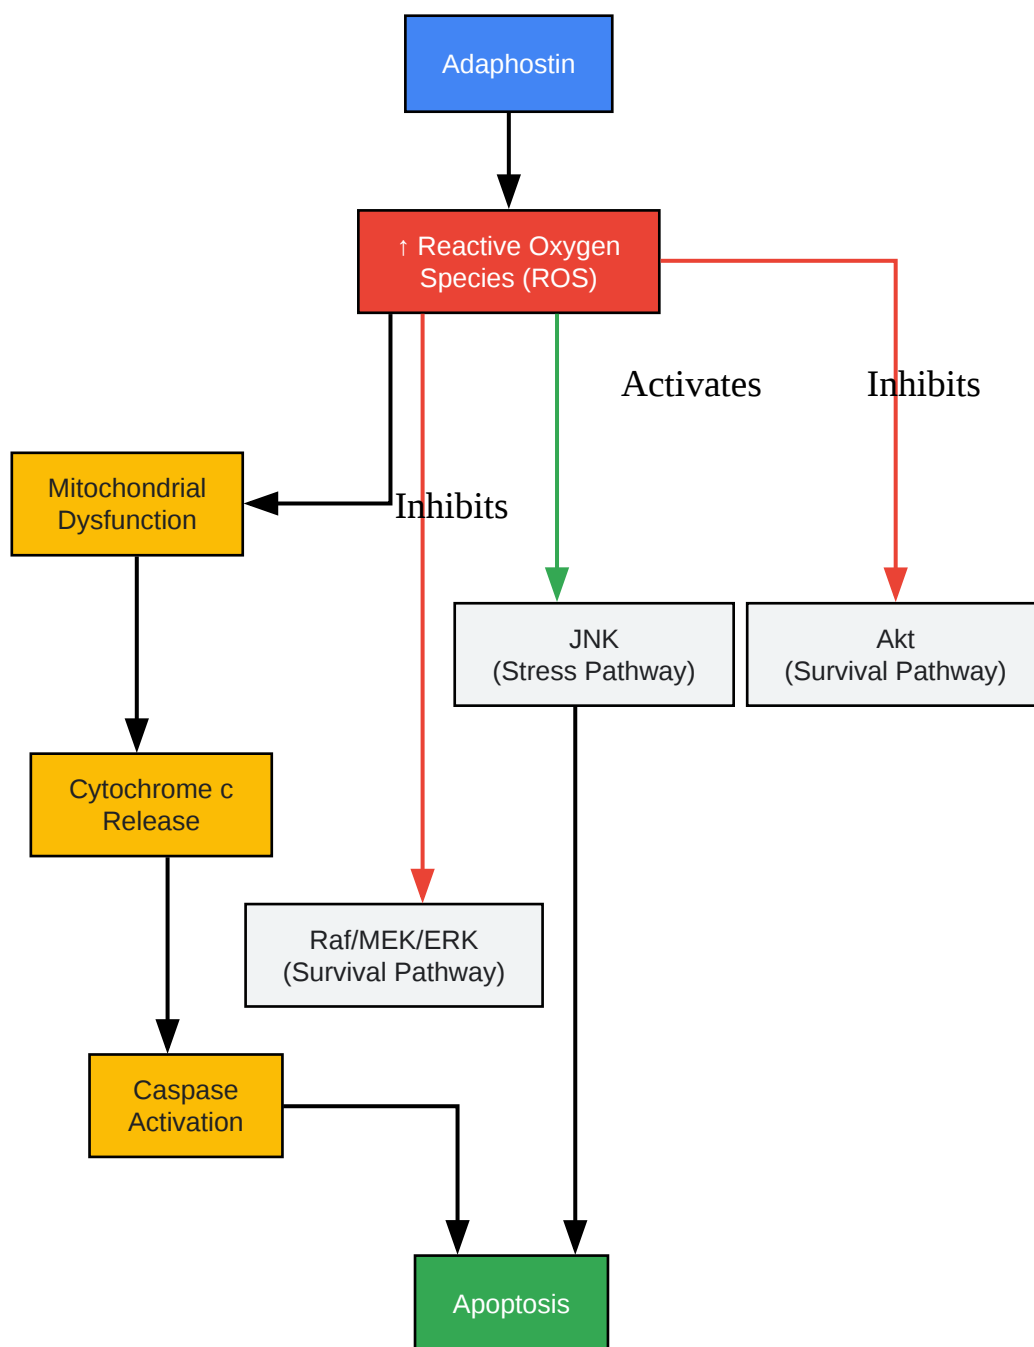 Adaphostin
↑ Reactive Oxygen
Species (ROS)
Activates
Inhibits
Mitochondrial
Dysfunction
Inhibits
JNK
(Stress Pathway)
Akt
(Survival Pathway)
Cytochrome c
Release
Raf/MEK/ERK
(Survival Pathway)
Caspase
Activation
Apoptosis